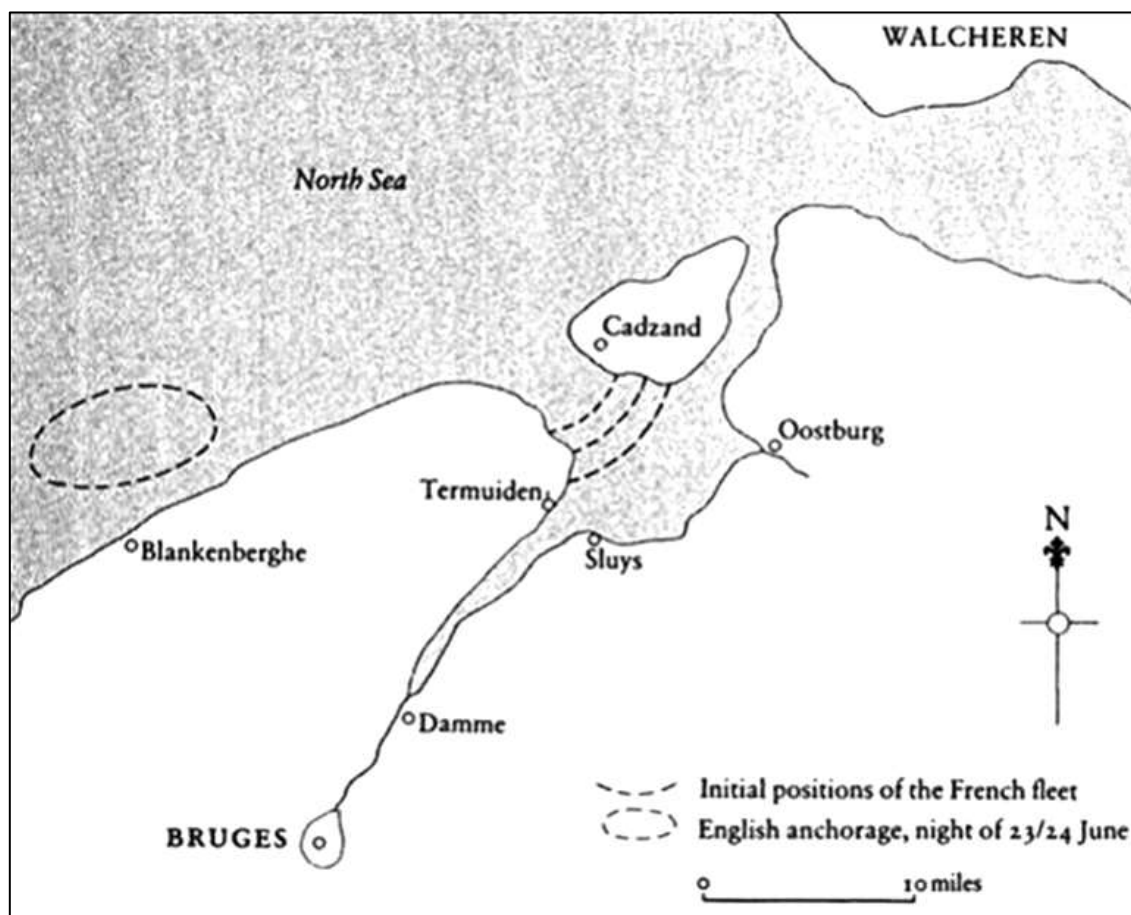 WALCHEREN
North Sea
Cadzand
Oostburg
Termuiden
Sluys
Blankenberghe
N
Damme
Initial positions of the French fleet
English anchorage, night of 23/24 June
BRUGES
0 10 miles